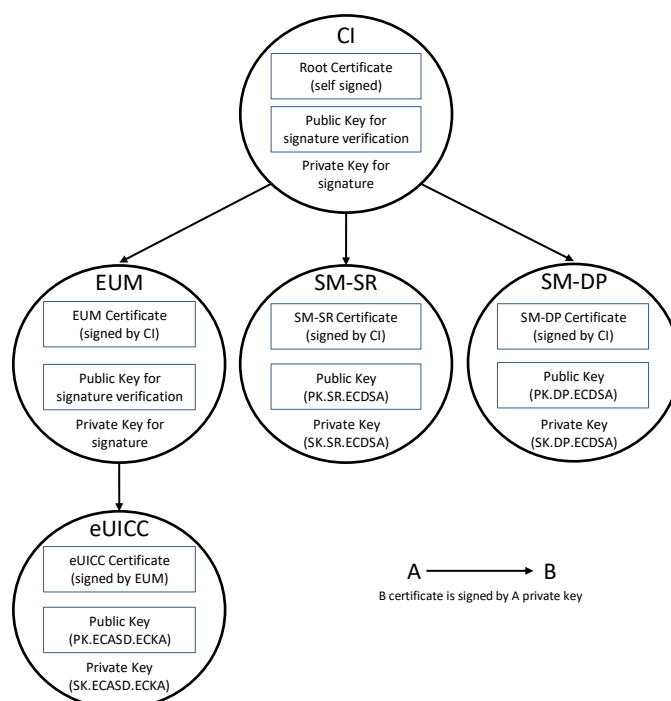 CI
Root Certificate
(self signed)
Public Key for
signature verification
Private Key for
signature
EUM
EUM Certificate
(signed by CI)
Public Key for
signature verification
Private Key for
signature
SM-SR
SM-SR Certificate
(signed by CI)
Public Key
(PK.SR.ECDSA)
Private Key
(SK.SR.ECDSA)
SM-DP
SM-DP Certificate
(signed by CI)
Public Key
(PK.DP.ECDSA)
Private Key
(SK.DP.ECDSA)
eUICC
eUICC Certificate
(signed by EUM)
Public Key
(PK.ECASD.ECKA)
Private Key
(SK.ECASD.ECKA)
A B
B certificate is signed by A private key